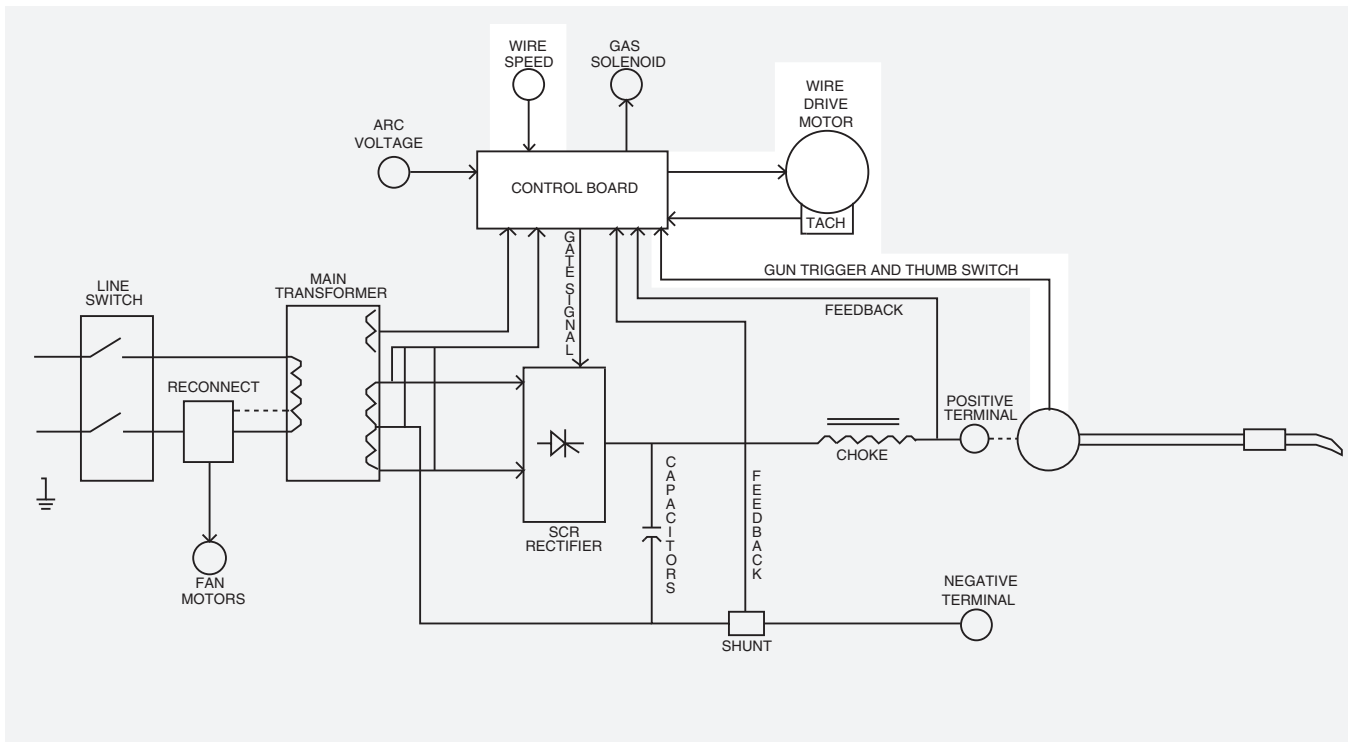 WIRE
SPEED
GAS
SOLENOID
WIRE
DRIVE
MOTOR
ARC
VOLTAGE
CONTROL BOARD
TACH
GATE SIGNAL
GUN TRIGGER AND THUMB SWITCH
FEEDBACK
LINE
SWITCH
MAIN
TRANSFORMER
RECONNECT
POSITIVE
TERMINAL
CHOKE
CAPACITORS
FEEDBACK
SCR
RECTIFIER
FAN
MOTORS
NEGATIVE
TERMINAL
SHUNT